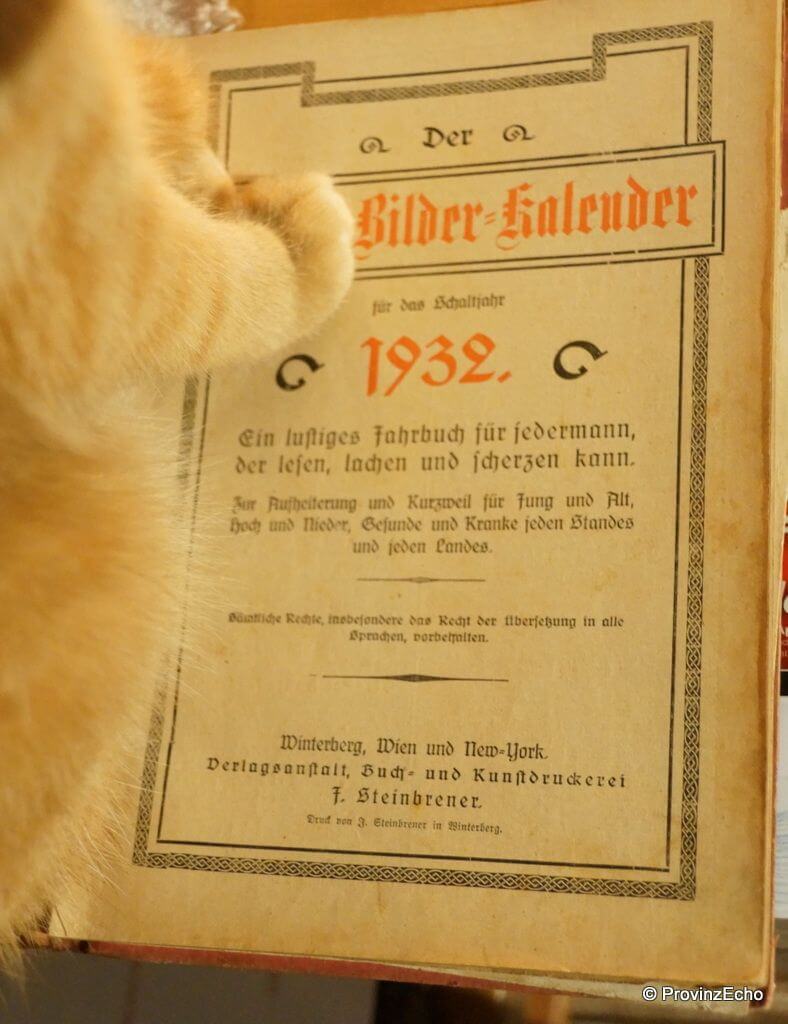 Der
Bilder-Kalender
für das Schaltjahr
1932.
Ein lustiges Jahrbuch für jedermann,
der lesen, lachen und scherzen kann.
Zur Aufheiterung und Kurzweil für Jung und Alt,
Hoch und Nieder, Gesunde und Kranke jeden Standes
und jeden Landes.
Sämtliche Rechte, insbesondere das Recht der Übersetzung in alle
Sprachen, vorbehalten.
Winterberg, Wien und New-York.
Verlagsanstalt, Buch- und Kunstdruckerei
J. Steinbrener.
Druck von J. Steinbrener in Winterberg.
© ProvinzEcho